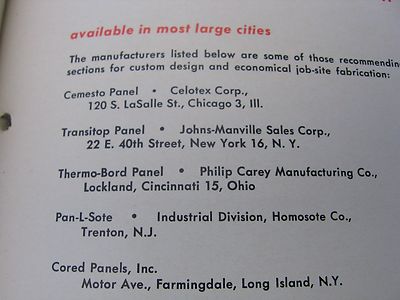 available in most large cities
The manufacturers listed below are some of those recommending
sections for custom design and economical job-site fabrication:
Cemesto Panel • Celotex Corp.,
120 S. LaSalle St., Chicago 3, Ill.
Transitop Panel • Johns-Manville Sales Corp.,
22 E. 40th Street, New York 16, N. Y.
Thermo-Bord Panel • Philip Carey Manufacturing Co.,
Lockland, Cincinnati 15, Ohio
Pan-L-Sote • Industrial Division, Homosote Co.,
Trenton, N.J.
Cored Panels, Inc.
Motor Ave., Farmingdale, Long Island, N.Y.